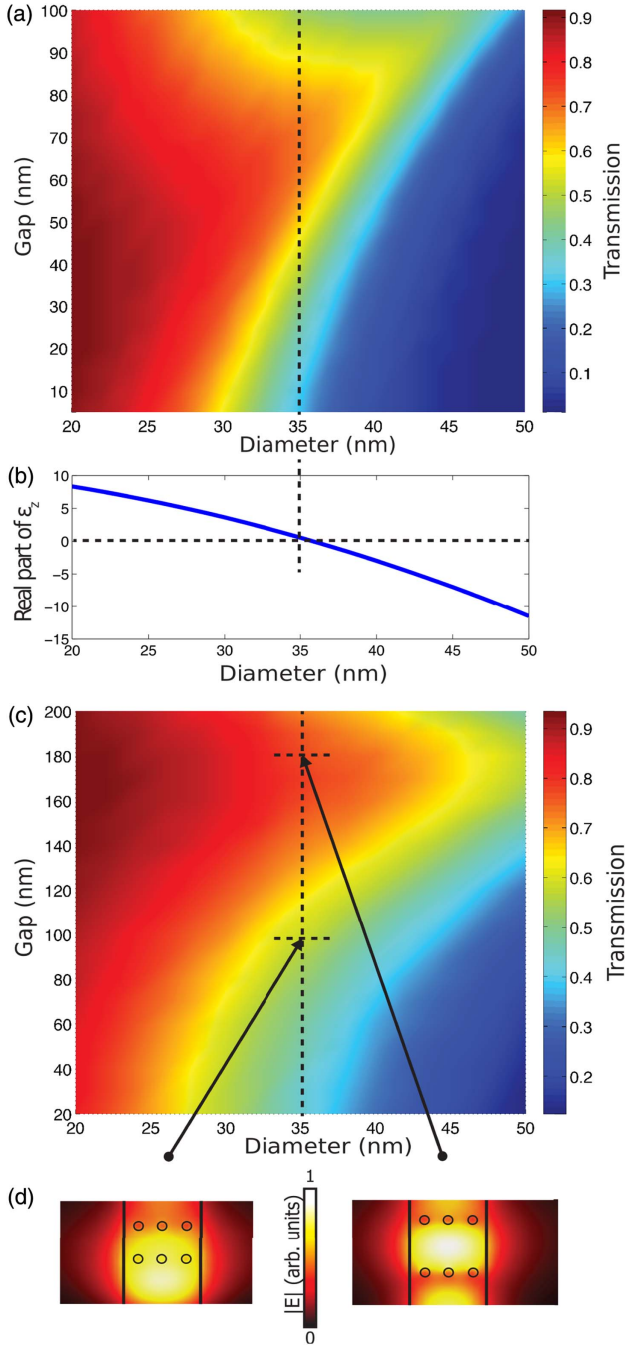 (a)
100
90
80
70
60
50
40
30
20
10
Gap (nm)
20 25 30 35 40 45 50
Diameter (nm)
0.9
0.8
0.7
0.6
0.5
0.4
0.3
0.2
0.1
Transmission
(b)
10
5
0
−5
−10
−15
Real part of εz
20 25 30 35 40 45 50
Diameter (nm)
(c)
200
180
160
140
120
100
80
60
40
20
Gap (nm)
20 25 30 35 40 45 50
Diameter (nm)
0.9
0.8
0.7
0.6
0.5
0.4
0.3
0.2
Transmission
(d)
1
|E| (arb. units)
0